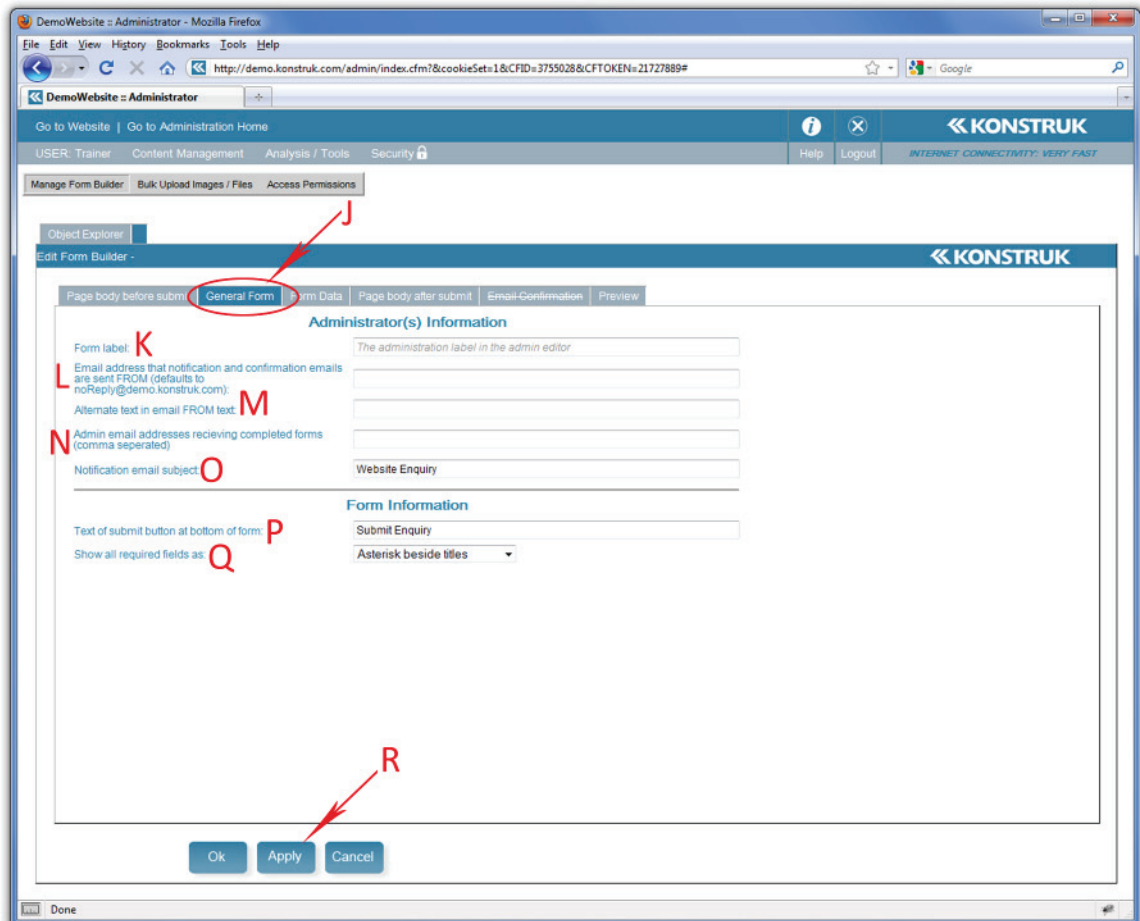 DemoWebsite :: Administrator - Mozilla Firefox
File Edit View History Bookmarks Tools Help
http://demo.konstruk.com/admin/index.cfm?&cookieSet=1&CFID=3755028&CFTOKEN=21727889#
Google
DemoWebsite :: Administrator
Go to Website | Go to Administration Home
KONSTRUK
USER: Trainer Content Management Analysis / Tools Security Help Logout INTERNET CONNECTIVITY: VERY FAST
Manage Form Builder Bulk Upload Images / Files Access Permissions
J
Object Explorer
Edit Form Builder - KONSTRUK
Page body before submi General Form Form Data Page body after submit Email Confirmation Preview
Administrator(s) Information
Form label: K The administration label in the admin editor
L Email address that notification and confirmation emails
are sent FROM (defaults to
noReply@demo.konstruk.com):
Alternate text in email FROM text: M
N Admin email addresses recieving completed forms
(comma seperated)
Notification email subject: O Website Enquiry
Form Information
Text of submit button at bottom of form: P Submit Enquiry
Show all required fields as: Q Asterisk beside titles
R
Ok Apply Cancel
Done